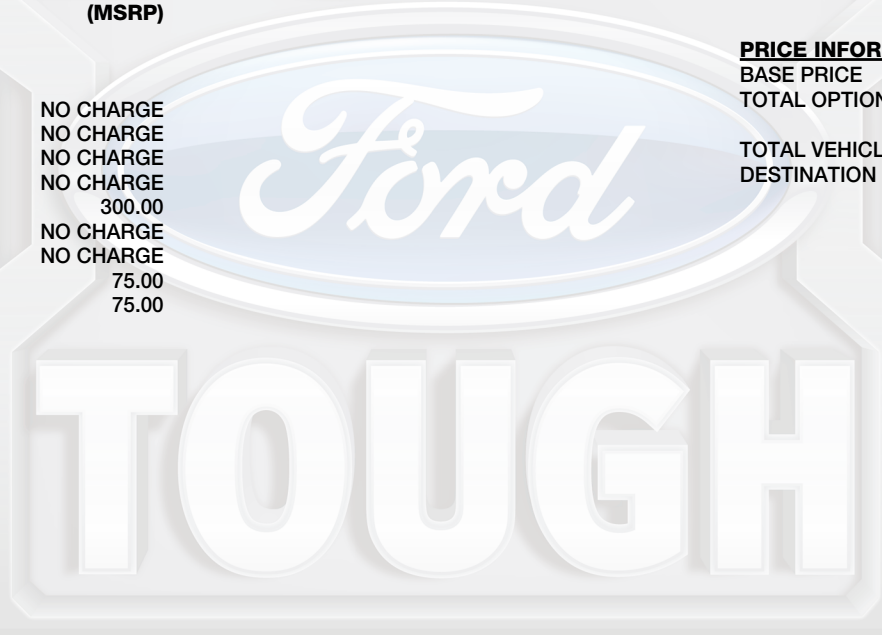 (MSRP)
NO CHARGE
NO CHARGE
NO CHARGE
NO CHARGE
300.00
NO CHARGE
NO CHARGE
75.00
75.00
PRICE INFOR
BASE PRICE
TOTAL OPTION
TOTAL VEHICL
DESTINATION
Ford
TOUGH